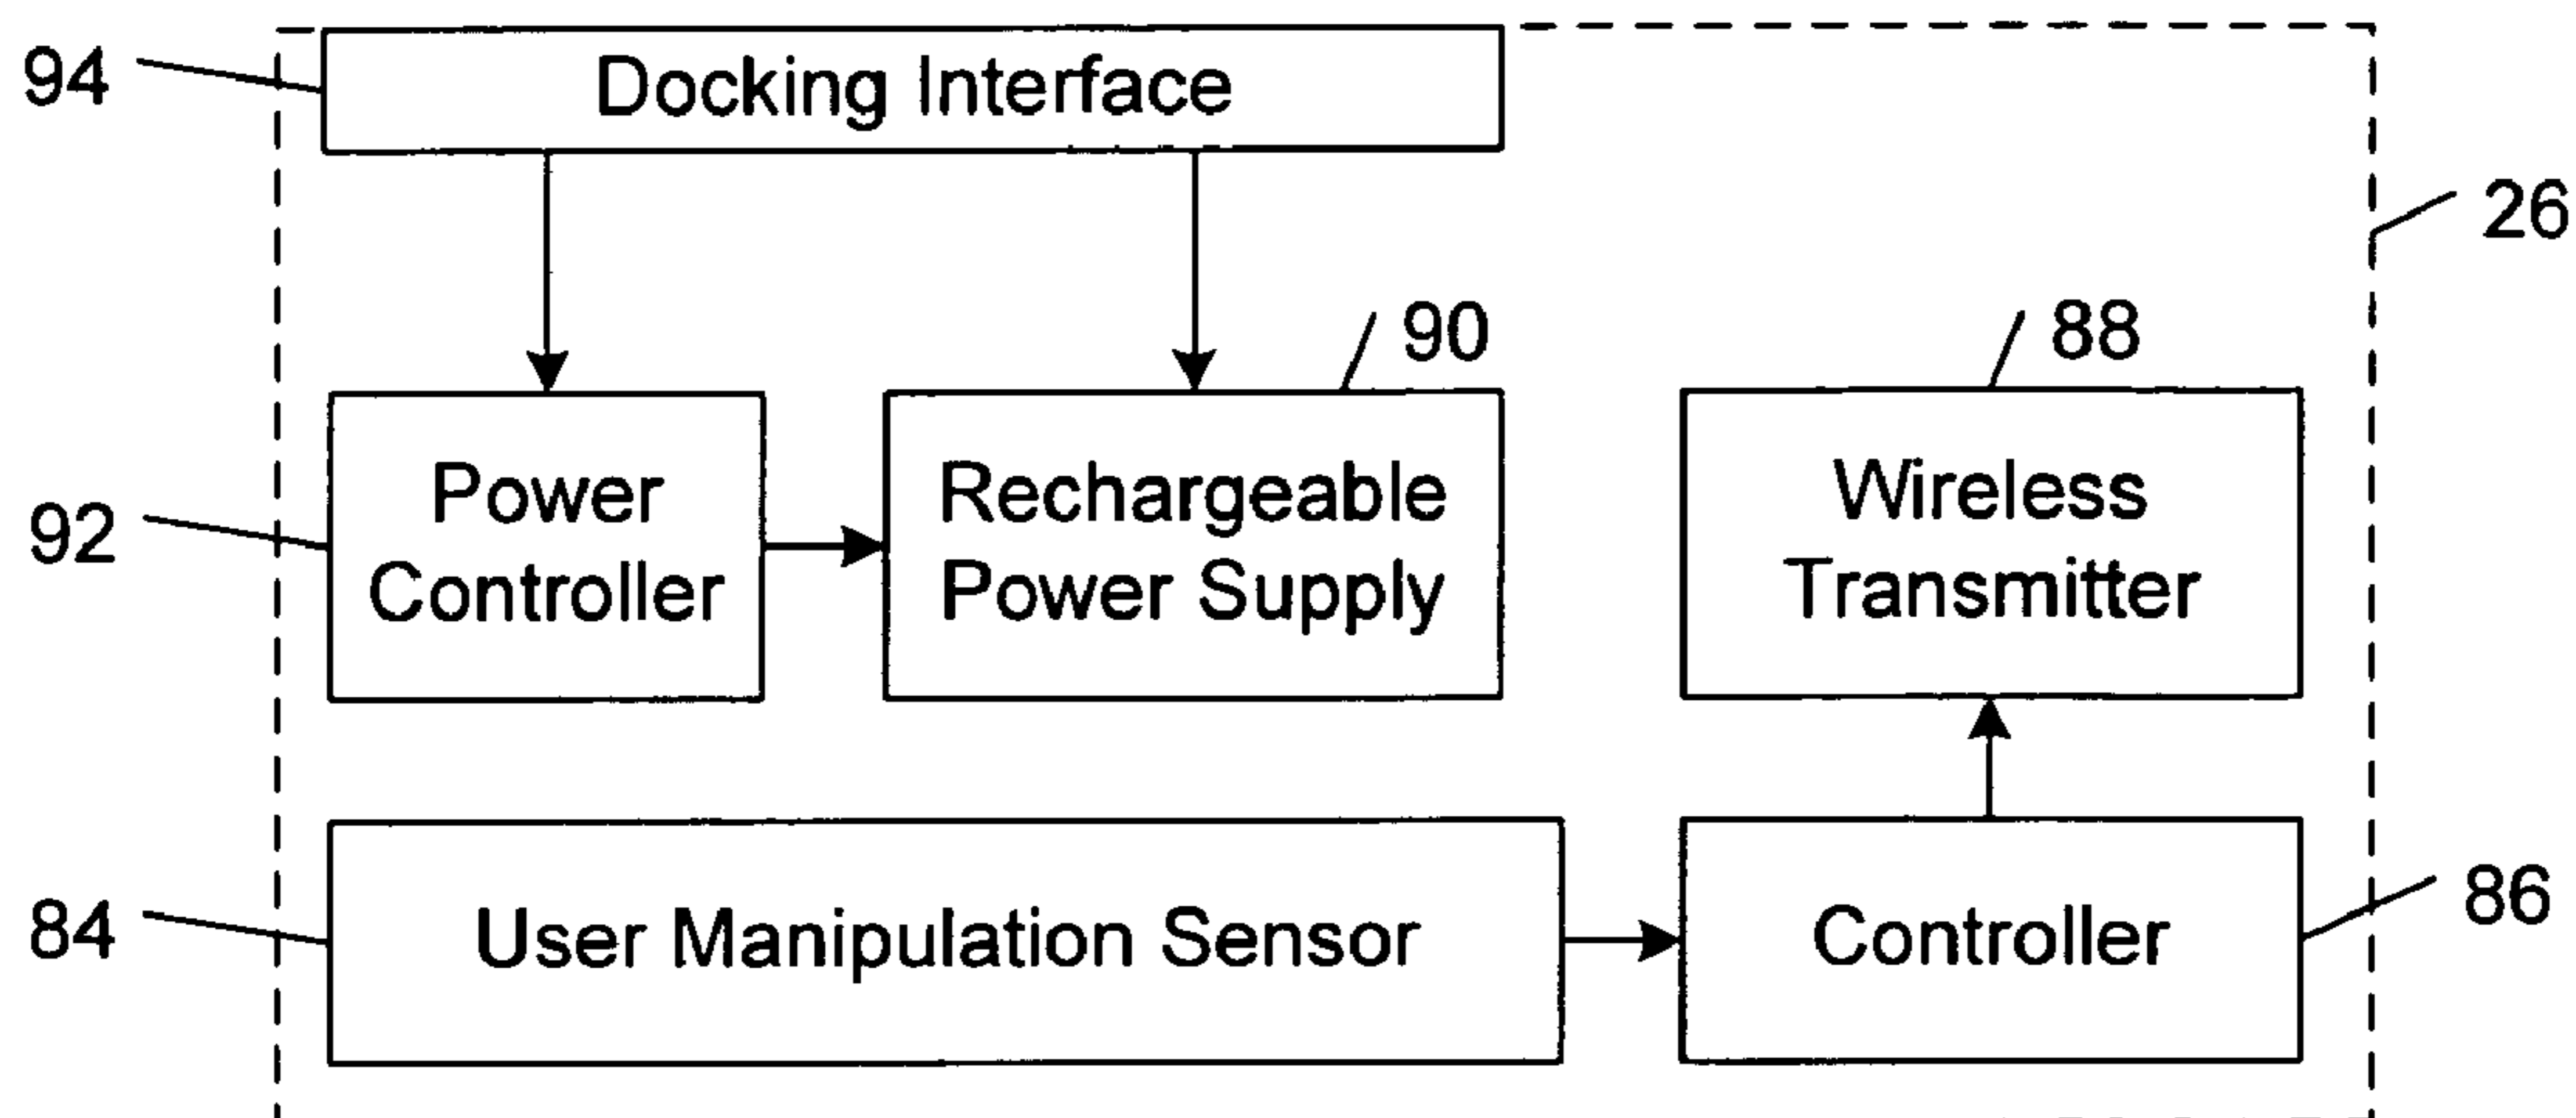 94
Docking Interface
26
90
88
92
Power
Controller
Rechargeable
Power Supply
Wireless
Transmitter
84
User Manipulation Sensor
Controller
86